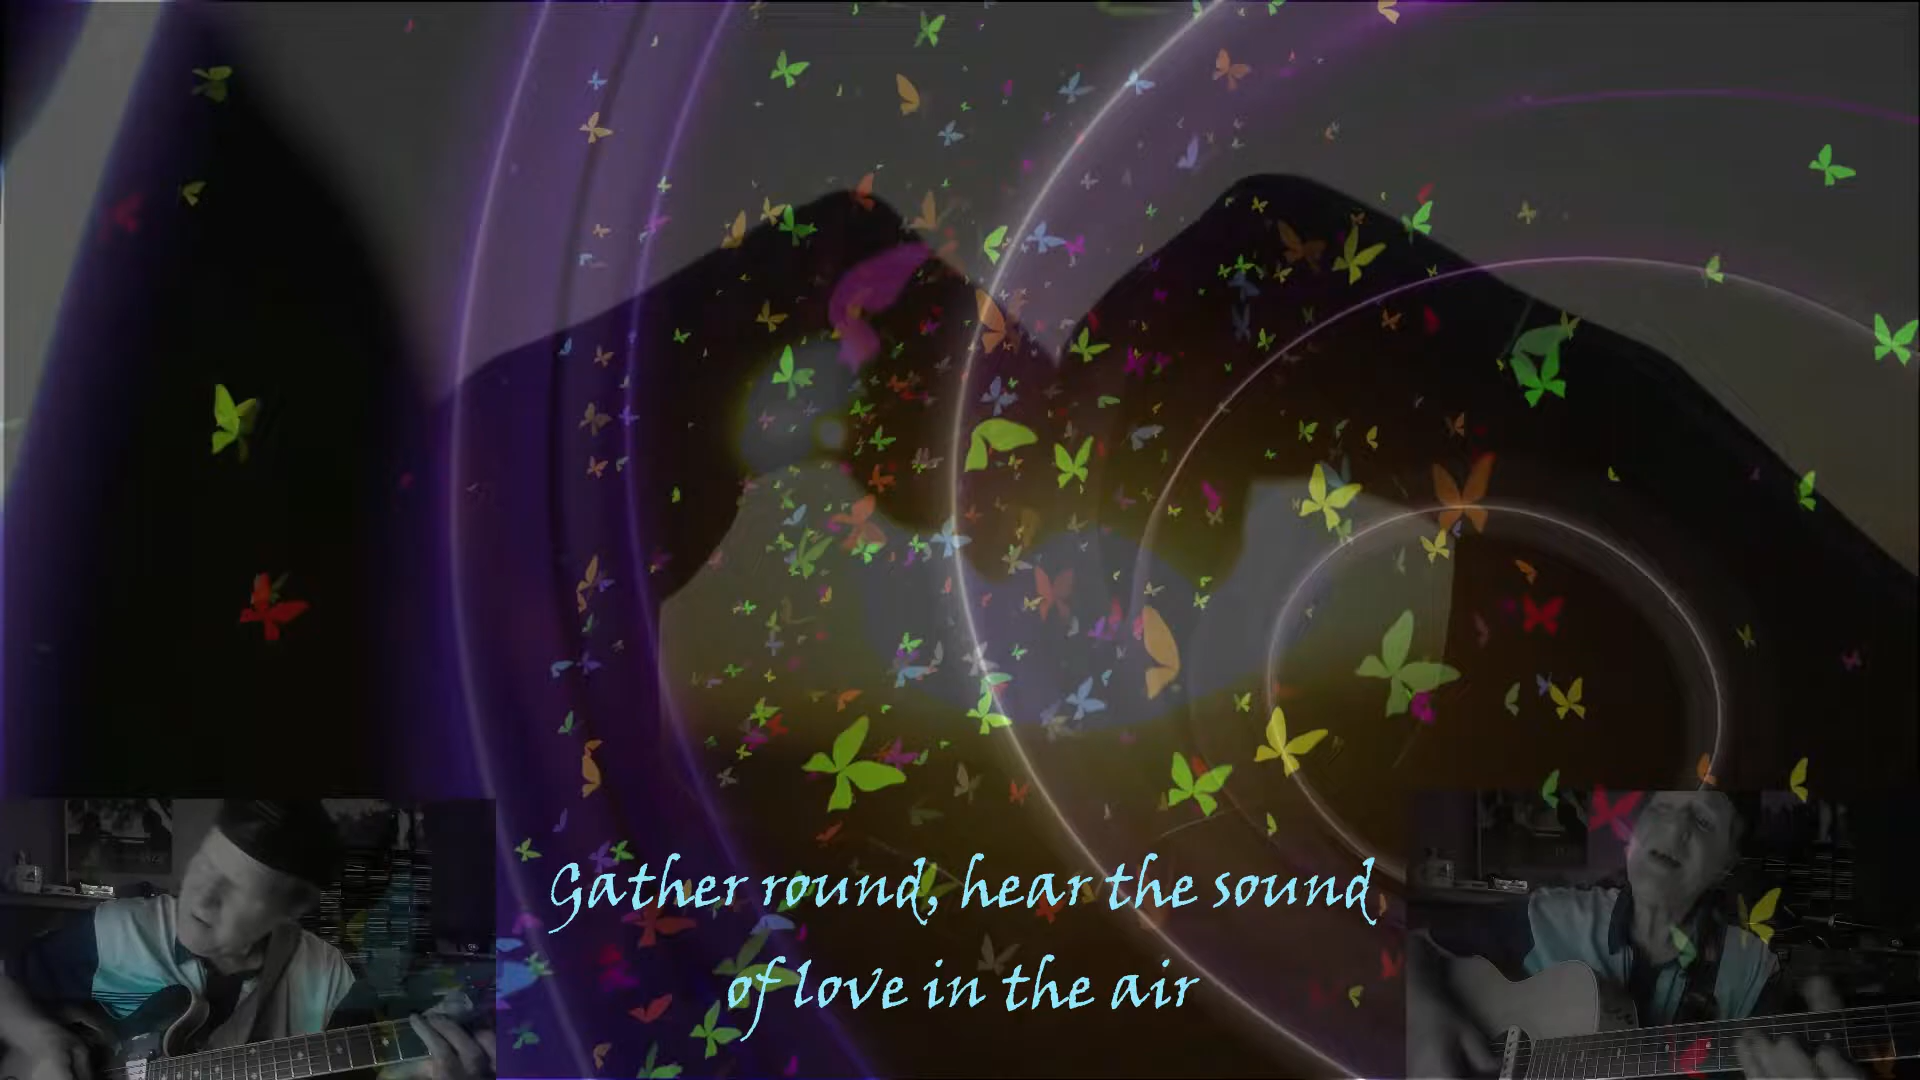 Gather round, hear the sound
of love in the air